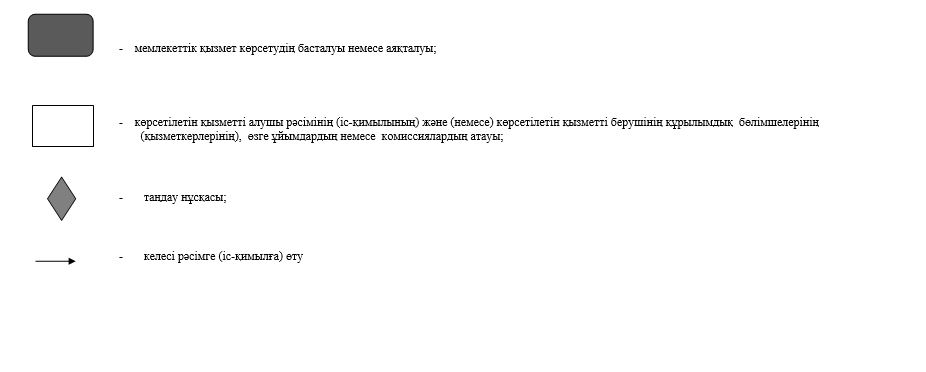 - мемлекеттік қызмет көрсетудің басталуы немесе аяқталуы;
- көрсетілетін қызметті алушы рәсімінің (іс-қимылының) және (немесе) көрсетілетін қызметті берушінің құрылымдық бөлімшелерінің
(қызметкерлерінің), өзге ұйымдардың немесе комиссиялардың атауы;
- таңдау нұсқасы;
- келесі рәсімге (іс-қимылға) өту